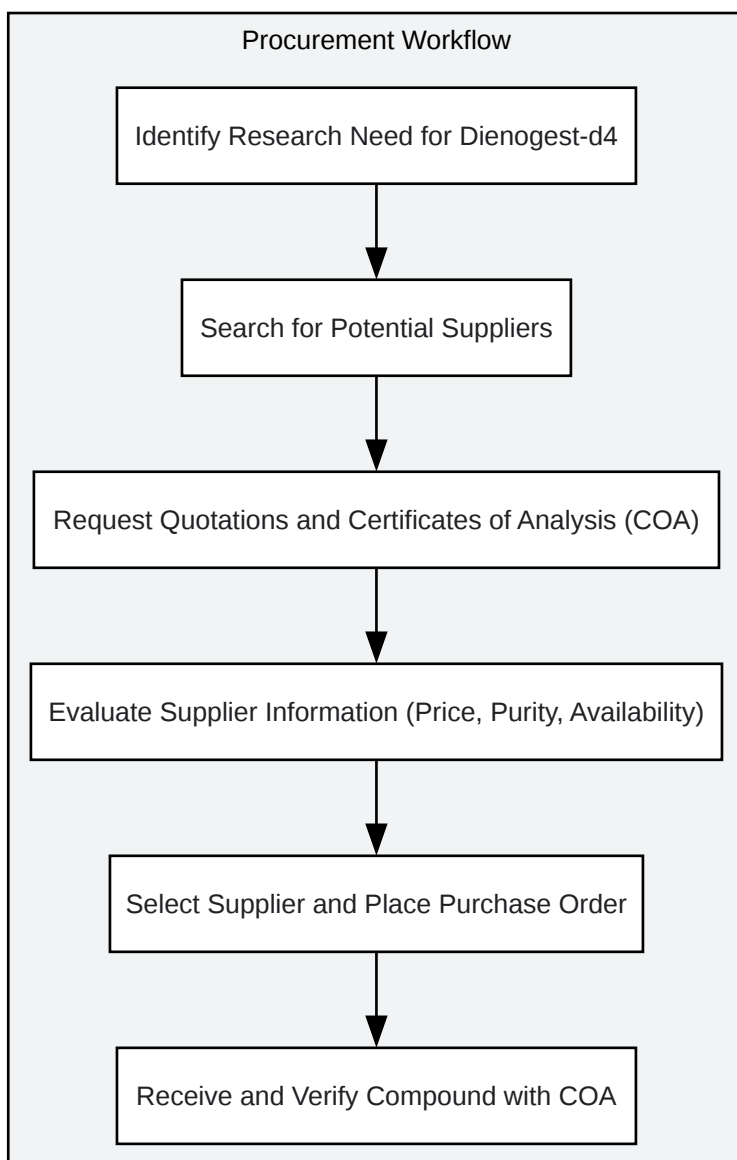 Procurement Workflow
Identify Research Need for Dienogest-d4
Search for Potential Suppliers
Request Quotations and Certificates of Analysis (COA)
Evaluate Supplier Information (Price, Purity, Availability)
Select Supplier and Place Purchase Order
Receive and Verify Compound with COA